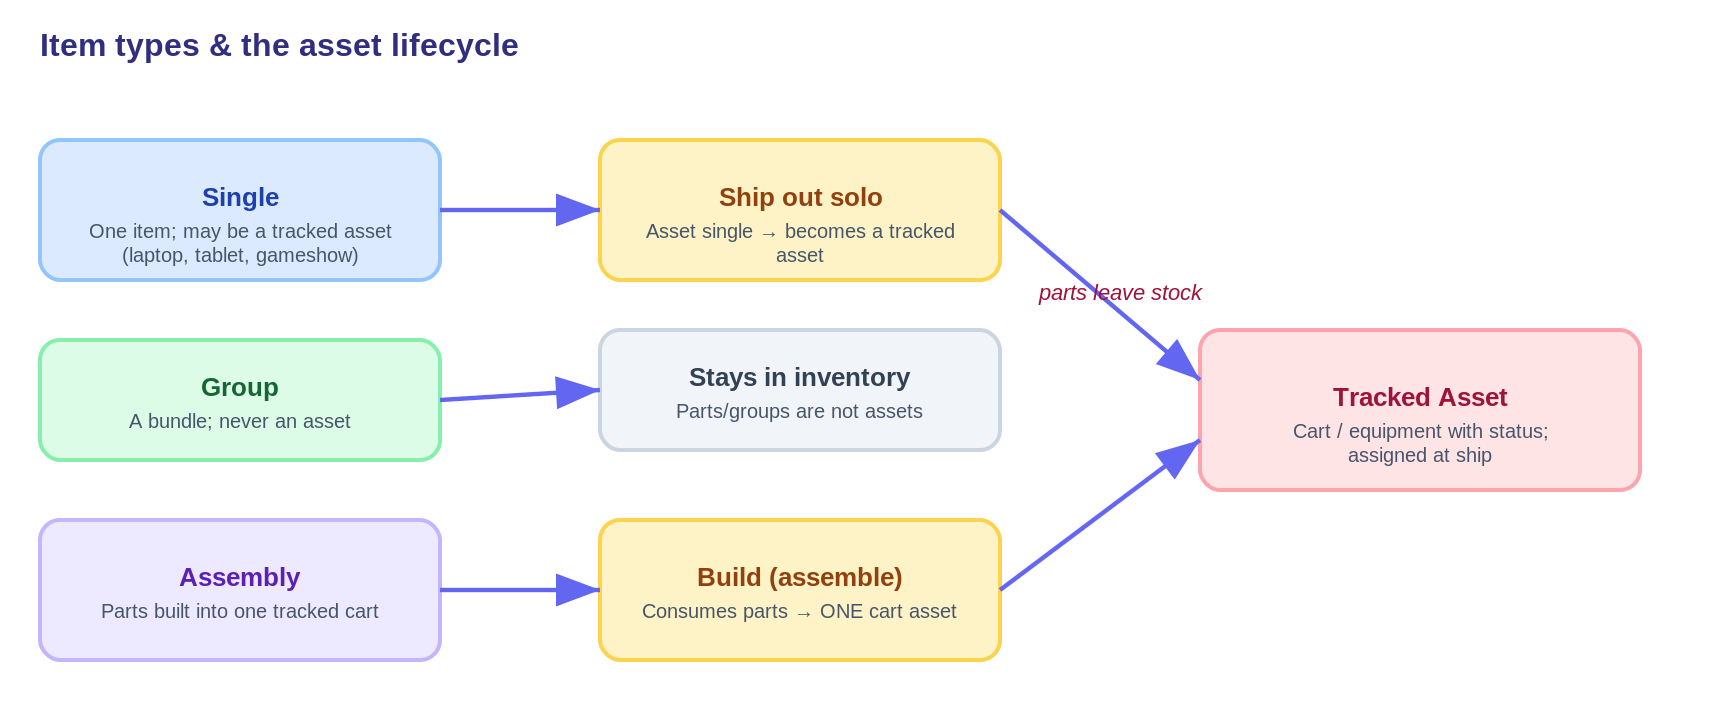 Item types & the asset lifecycle
Single
One item; may be a tracked asset
(laptop, tablet, gameshow)
Ship out solo
Asset single → becomes a tracked
asset
parts leave stock
Group
A bundle; never an asset
Stays in inventory
Parts/groups are not assets
Tracked Asset
Cart / equipment with status;
assigned at ship
Assembly
Parts built into one tracked cart
Build (assemble)
Consumes parts → ONE cart asset